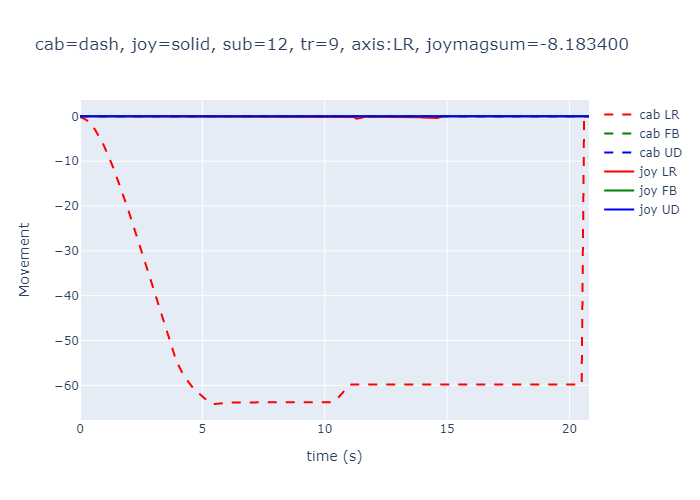 cab=dash, joy=solid, sub=12, tr=9, axis:LR, joymagsum=-8.183400
Movement
0
−10
−20
−30
−40
−50
−60
0
5
10
15
20
time (s)
cab LR
cab FB
cab UD
joy LR
joy FB
joy UD